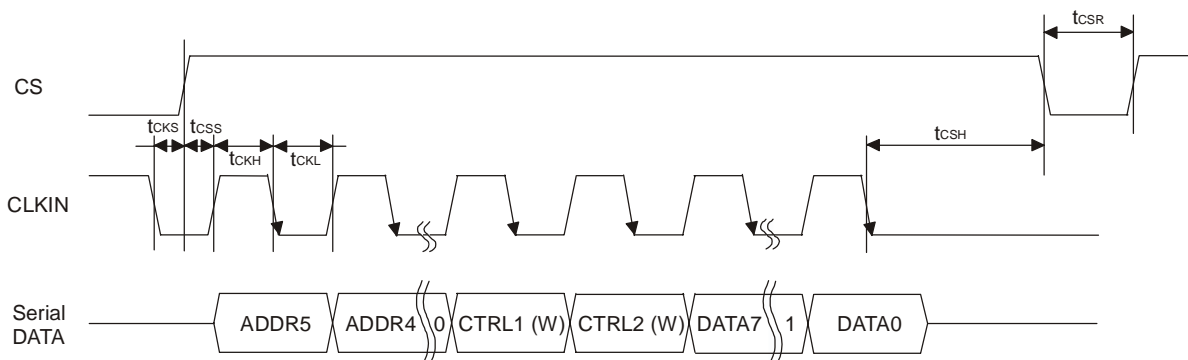 tCSR
CS
tCKS
tCSS
tCSH
tCKH
tCKL
CLKIN
Serial
DATA
ADDR5
ADDR4
0
CTRL1 (W)
CTRL2 (W)
DATA7
1
DATA0